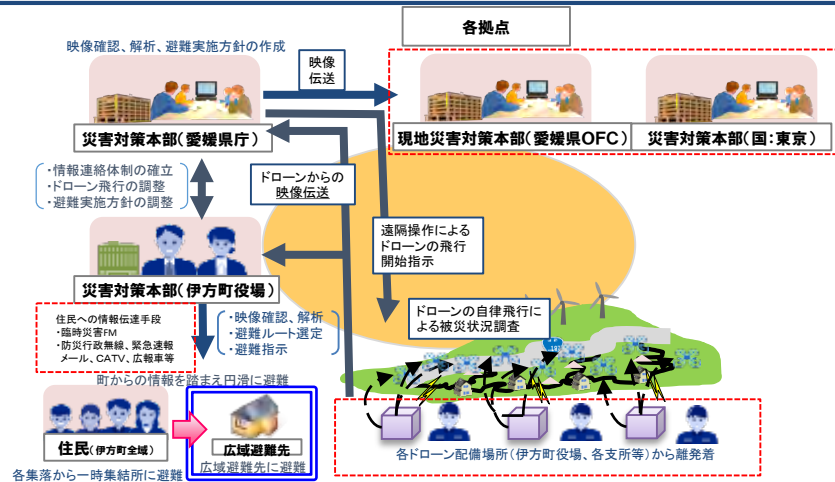 各拠点
映像確認、解析、避難実施方針の作成
映像
伝送
災害対策本部(愛媛県庁)
現地災害対策本部(愛媛県OFC)
災害対策本部(国:東京)
・情報連絡体制の確立
・ドローン飛行の調整
・避難実施方針の調整
ドローンからの
映像伝送
遠隔操作による
ドローンの飛行
開始指示
災害対策本部(伊方町役場)
住民への情報伝達手段
・臨時災害FM
・防災行政無線、緊急速報
メール、CATV、広報車等
・映像確認、解析
・避難ルート選定
・避難指示
ドローンの自律飛行に
よる被災状況調査
197
町からの情報を踏まえ円滑に避難
住民(伊方町全域)
広域避難先
広域避難先に避難
各集落から一時集結所に避難
各ドローン配備場所(伊方町役場、各支所等)から離発着